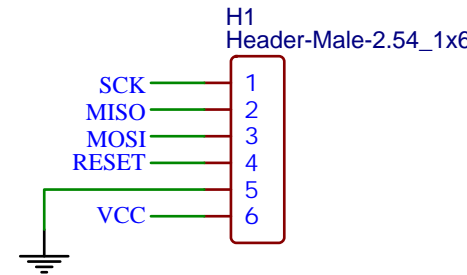 H1
Header-Male-2.54_1x6
SCK 1
MISO 2
MOSI 3
RESET 4
5
VCC 6